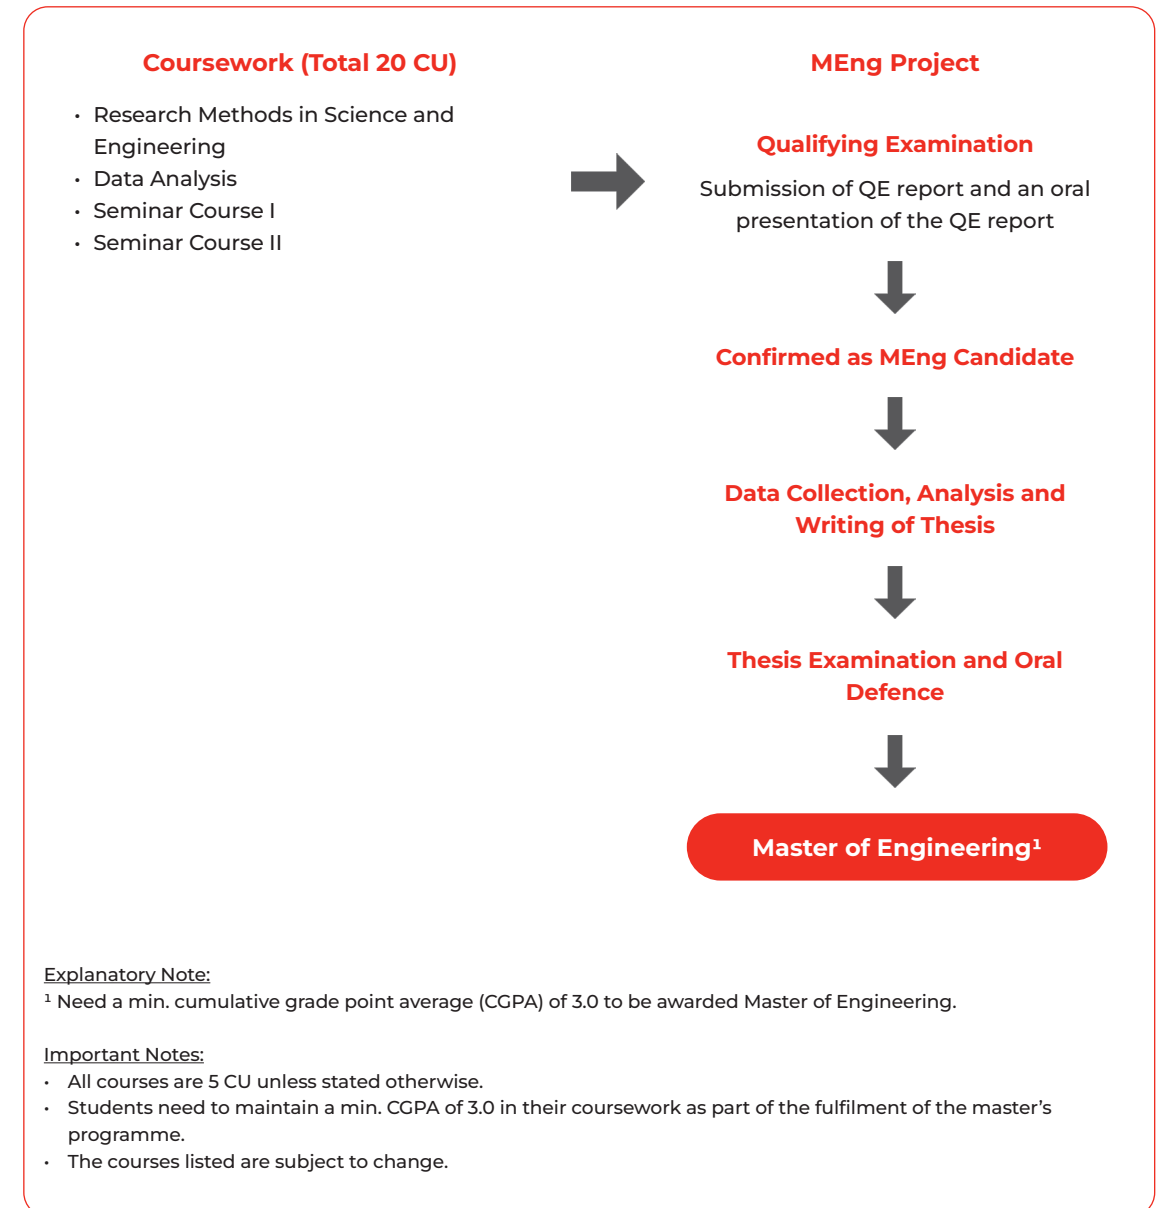 Coursework (Total 20 CU)
• Research Methods in Science and
Engineering
• Data Analysis
• Seminar Course I
• Seminar Course II
MEng Project
Qualifying Examination
Submission of QE report and an oral
presentation of the QE report
Confirmed as MEng Candidate
Data Collection, Analysis and
Writing of Thesis
Thesis Examination and Oral
Defence
Master of Engineering¹
Explanatory Note:
¹ Need a min. cumulative grade point average (CGPA) of 3.0 to be awarded Master of Engineering.
Important Notes:
• All courses are 5 CU unless stated otherwise.
• Students need to maintain a min. CGPA of 3.0 in their coursework as part of the fulfilment of the master’s
programme.
• The courses listed are subject to change.